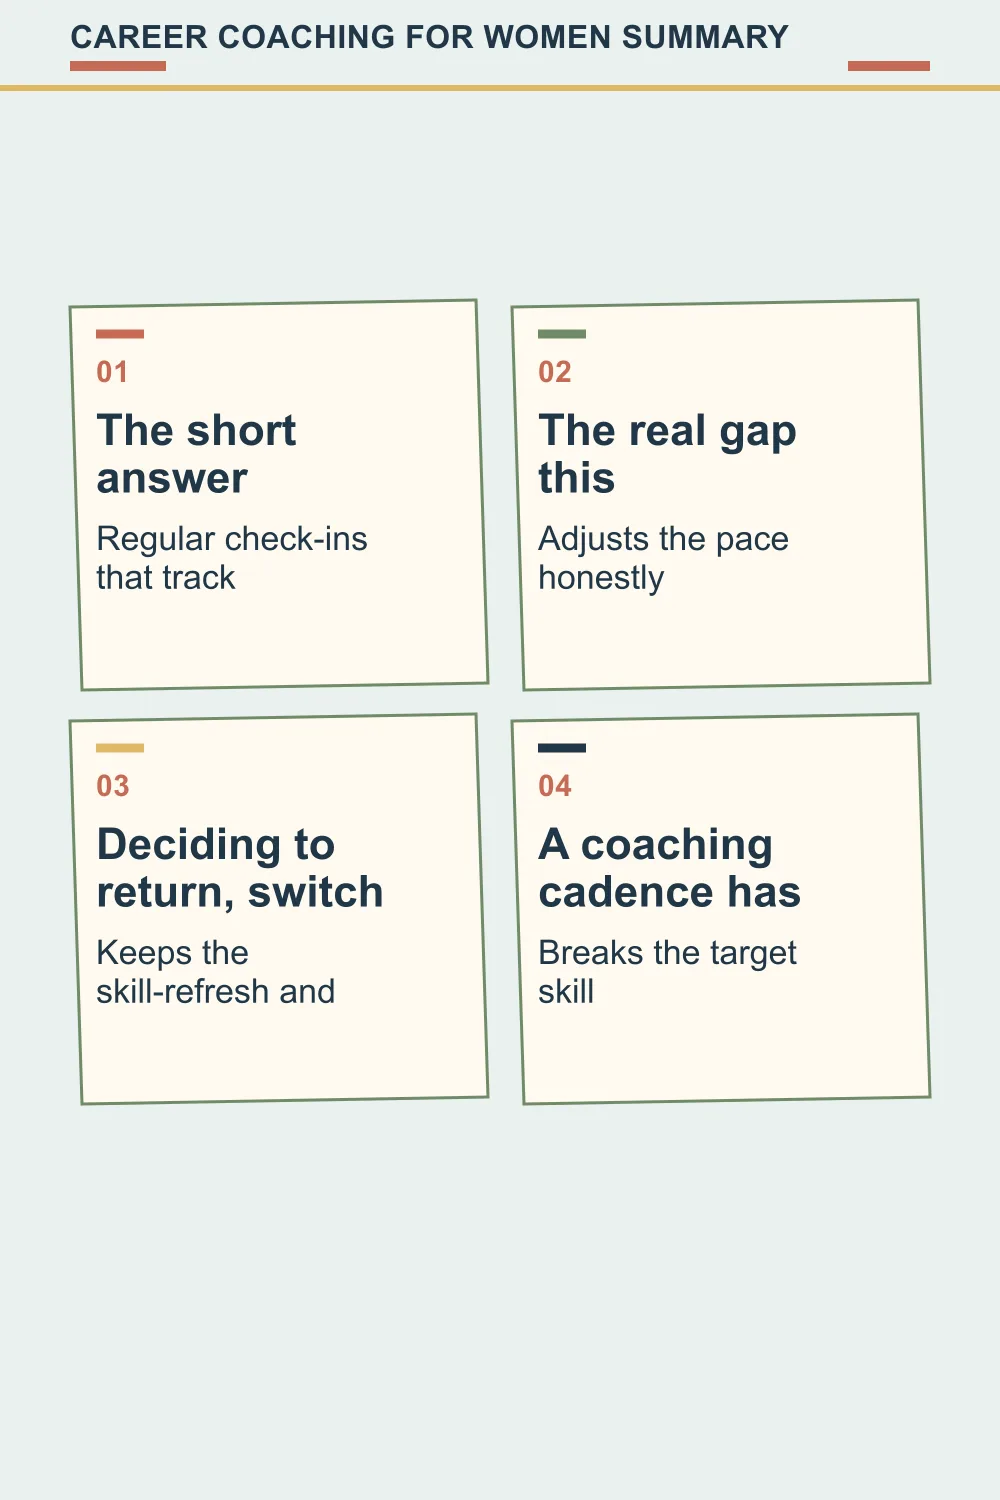 CAREER COACHING FOR WOMEN SUMMARY
01
The short
answer
Regular check-ins
that track
02
The real gap
this
Adjusts the pace
honestly
03
Deciding to
return, switch
Keeps the
skill-refresh and
04
A coaching
cadence has
Breaks the target
skill